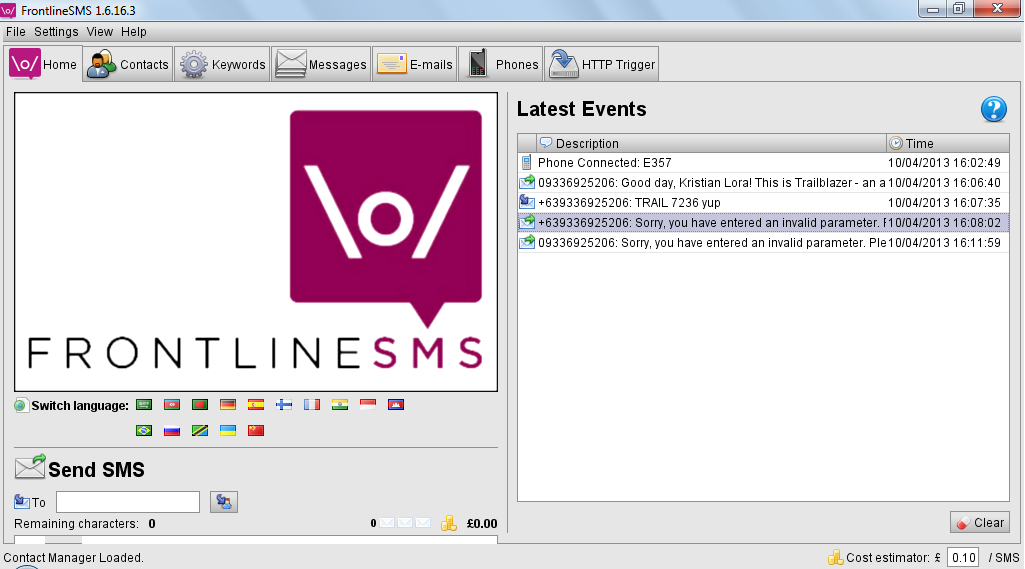 FrontlineSMS 1.6.16.3
File Settings View Help
\o/ Home Contacts Keywords Messages E-mails Phones HTTP Trigger
\o/
FRONTLINESMS
Switch language:
Send SMS
To
Remaining characters: 0 0 £0.00
Latest Events
Description Time
Phone Connected: E357 10/04/2013 16:02:49
09336925206: Good day, Kristian Lora! This is Trailblazer - an a 10/04/2013 16:06:40
+639336925206: TRAIL 7236 yup 10/04/2013 16:07:35
+639336925206: Sorry, you have entered an invalid parameter. 10/04/2013 16:08:02
09336925206: Sorry, you have entered an invalid parameter. Ple 10/04/2013 16:11:59
Clear
Contact Manager Loaded. Cost estimator: £ 0.10 / SMS